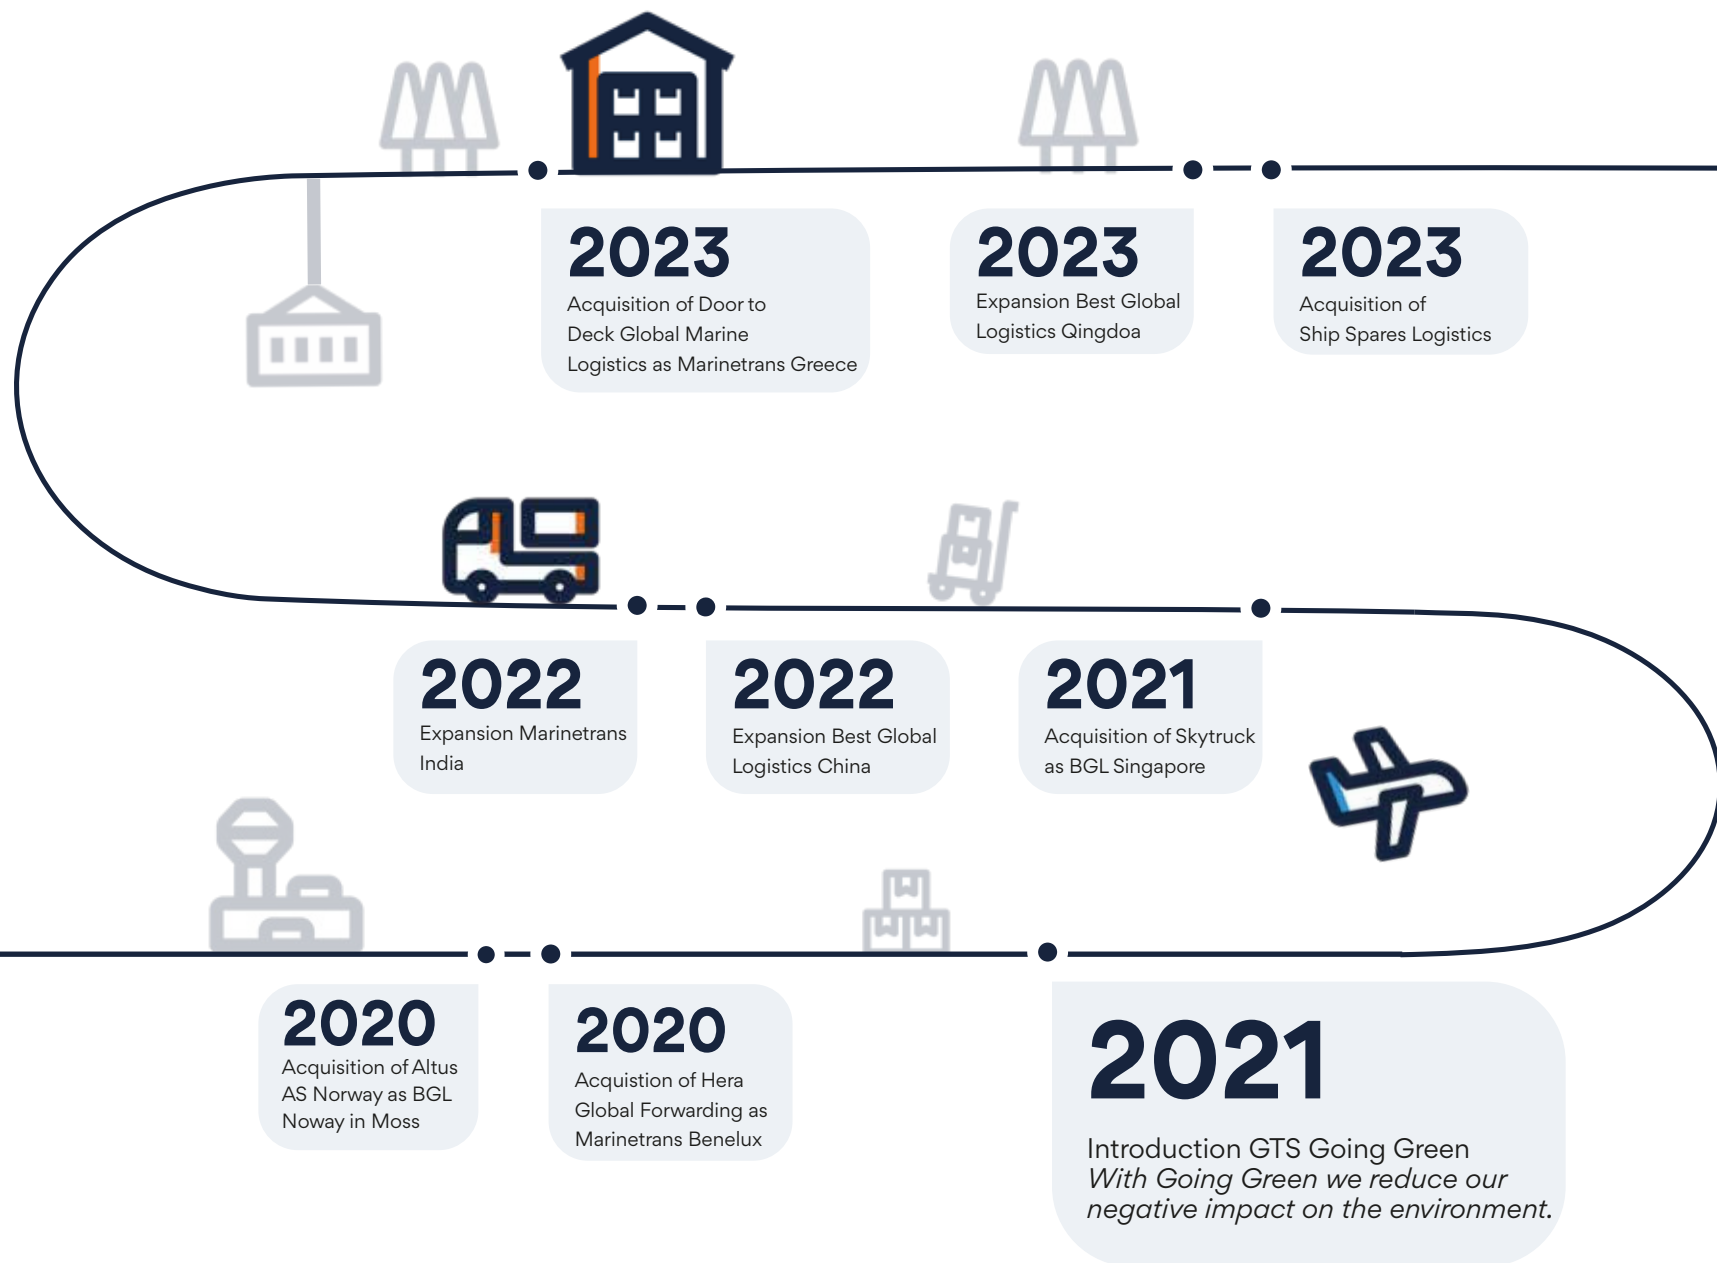 2023
Acquisition of Door to
Deck Global Marine
Logistics as Marinetrans Greece
2023
Expansion Best Global
Logistics Qingdoa
2023
Acquisition of
Ship Spares Logistics
2022
Expansion Marinetrans
India
2022
Expansion Best Global
Logistics China
2021
Acquisition of Skytruck
as BGL Singapore
2020
Acquisition of Altus
AS Norway as BGL
Noway in Moss
2020
Acquistion of Hera
Global Forwarding as
Marinetrans Benelux
2021
Introduction GTS Going Green
With Going Green we reduce our
negative impact on the environment.